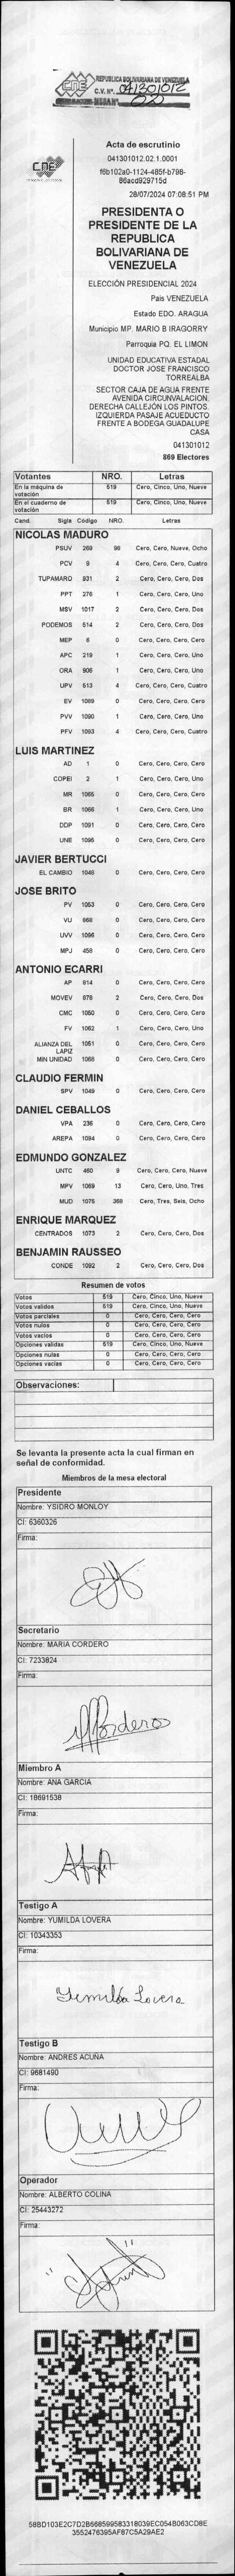 CNE
REPÚBLICA BOLIVARIANA DE VENEZUELA
C.V. Nº. 041301012
MESA Nº 02
CNE
Acta de escrutinio
041301012.02.1.0001
f6b102a0-1124-485f-b798-
86acd929715d
28/07/2024 07:08:51 PM
PRESIDENTA O
PRESIDENTE DE LA
REPUBLICA
BOLIVARIANA DE
VENEZUELA
ELECCIÓN PRESIDENCIAL 2024
Pais VENEZUELA
Estado EDO. ARAGUA
Municipio MP. MARIO B IRAGORRY
Parroquia PQ. EL LIMON
UNIDAD EDUCATIVA ESTADAL
DOCTOR JOSE FRANCISCO
TORREALBA
SECTOR CAJA DE AGUA FRENTE
AVENIDA CIRCUNVALACION.
DERECHA CALLEJÓN LOS PINTOS.
IZQUIERDA PASAJE ACUEDUCTO
FRENTE A BODEGA GUADALUPE
CASA
041301012
869 Electores
Votantes NRO. Letras
En la máquina de votación 519 Cero, Cinco, Uno, Nueve
En el cuaderno de votación 519 Cero, Cinco, Uno, Nueve
Cand. Sigla Código NRO. Letras
NICOLAS MADURO
PSUV 269 98 Cero, Cero, Nueve, Ocho
PCV 9 4 Cero, Cero, Cero, Cuatro
TUPAMARO 931 2 Cero, Cero, Cero, Dos
PPT 276 1 Cero, Cero, Cero, Uno
MSV 1017 2 Cero, Cero, Cero, Dos
PODEMOS 514 2 Cero, Cero, Cero, Dos
MEP 6 0 Cero, Cero, Cero, Cero
APC 219 1 Cero, Cero, Cero, Uno
ORA 906 1 Cero, Cero, Cero, Uno
UPV 513 4 Cero, Cero, Cero, Cuatro
EV 1089 0 Cero, Cero, Cero, Cero
PVV 1090 1 Cero, Cero, Cero, Uno
PFV 1093 4 Cero, Cero, Cero, Cuatro
LUIS MARTINEZ
AD 1 0 Cero, Cero, Cero, Cero
COPEI 2 1 Cero, Cero, Cero, Uno
MR 1065 0 Cero, Cero, Cero, Cero
BR 1066 1 Cero, Cero, Cero, Uno
DDP 1091 0 Cero, Cero, Cero, Cero
UNE 1095 0 Cero, Cero, Cero, Cero
JAVIER BERTUCCI
EL CAMBIO 1048 0 Cero, Cero, Cero, Cero
JOSE BRITO
PV 1053 0 Cero, Cero, Cero, Cero
VU 668 0 Cero, Cero, Cero, Cero
UVV 1096 0 Cero, Cero, Cero, Cero
MPJ 458 0 Cero, Cero, Cero, Cero
ANTONIO ECARRI
AP 814 0 Cero, Cero, Cero, Cero
MOVEV 878 2 Cero, Cero, Cero, Dos
CMC 1050 0 Cero, Cero, Cero, Cero
FV 1062 1 Cero, Cero, Cero, Uno
ALIANZA DEL LAPIZ 1051 0 Cero, Cero, Cero, Cero
MIN UNIDAD 1068 0 Cero, Cero, Cero, Cero
CLAUDIO FERMIN
SPV 1049 0 Cero, Cero, Cero, Cero
DANIEL CEBALLOS
VPA 236 0 Cero, Cero, Cero, Cero
AREPA 1094 0 Cero, Cero, Cero, Cero
EDMUNDO GONZALEZ
UNTC 460 9 Cero, Cero, Cero, Nueve
MPV 1069 13 Cero, Cero, Uno, Tres
MUD 1075 368 Cero, Tres, Seis, Ocho
ENRIQUE MARQUEZ
CENTRADOS 1073 2 Cero, Cero, Cero, Dos
BENJAMIN RAUSSEO
CONDE 1092 2 Cero, Cero, Cero, Dos
Resumen de votos
Votos 519 Cero, Cinco, Uno, Nueve
Votos validos 519 Cero, Cinco, Uno, Nueve
Votos parciales 0 Cero, Cero, Cero, Cero
Votos nulos 0 Cero, Cero, Cero, Cero
Votos vacios 0 Cero, Cero, Cero, Cero
Opciones validas 519 Cero, Cinco, Uno, Nueve
Opciones nulas 0 Cero, Cero, Cero, Cero
Opciones vacias 0 Cero, Cero, Cero, Cero
Observaciones:
Se levanta la presente acta la cual firman en
señal de conformidad.
Miembros de la mesa electoral
Presidente
Nombre: YSIDRO MONLOY
CI: 6360326
Firma:
Secretario
Nombre: MARIA CORDERO
CI: 7233824
Firma:
MCordero
Miembro A
Nombre: ANA GARCIA
CI: 18691538
Firma:
Testigo A
Nombre: YUMILDA LOVERA
CI: 10343353
Firma:
Yumilda Lovera
Testigo B
Nombre: ANDRES ACUÑA
CI: 9681490
Firma:
Operador
Nombre: ALBERTO COLINA
CI: 25443272
Firma:
58BD103E2C7D2B668599583318039EC054B063CD8E
3552476395AF87C5A29AE2